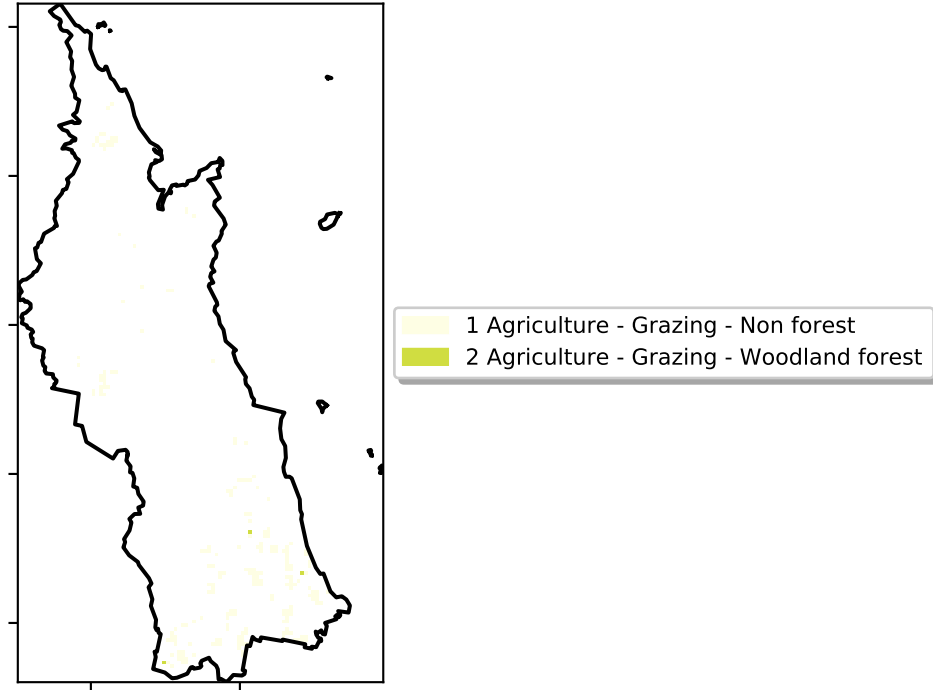 1 Agriculture - Grazing - Non forest
2 Agriculture - Grazing - Woodland forest